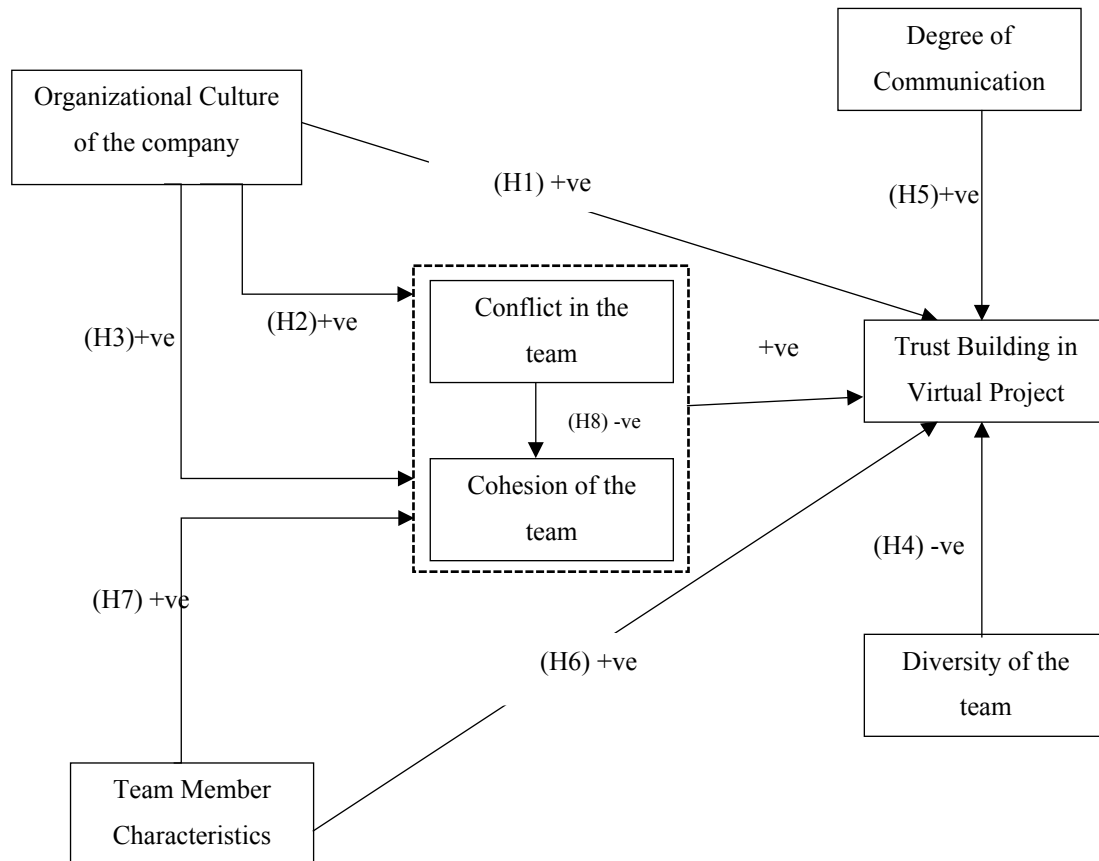 Degree of
Communication
Organizational Culture
of the company
(H1) +ve
(H5)+ve
(H3)+ve
(H2)+ve
Conflict in the
team
+ve
Trust Building in
Virtual Project
(H8) -ve
Cohesion of the
team
(H4) -ve
(H7) +ve
(H6) +ve
Diversity of the
team
Team Member
Characteristics